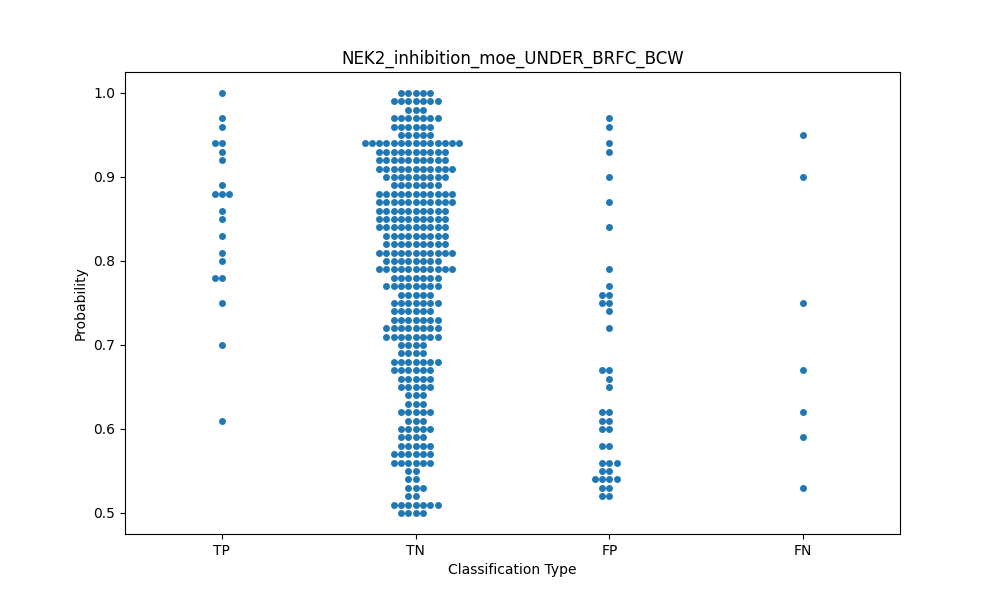 NEK2_inhibition_moe_UNDER_BRFC_BCW
1.0
0.9
0.8
0.7
0.6
0.5
Probability
TP TN FP FN
Classification Type